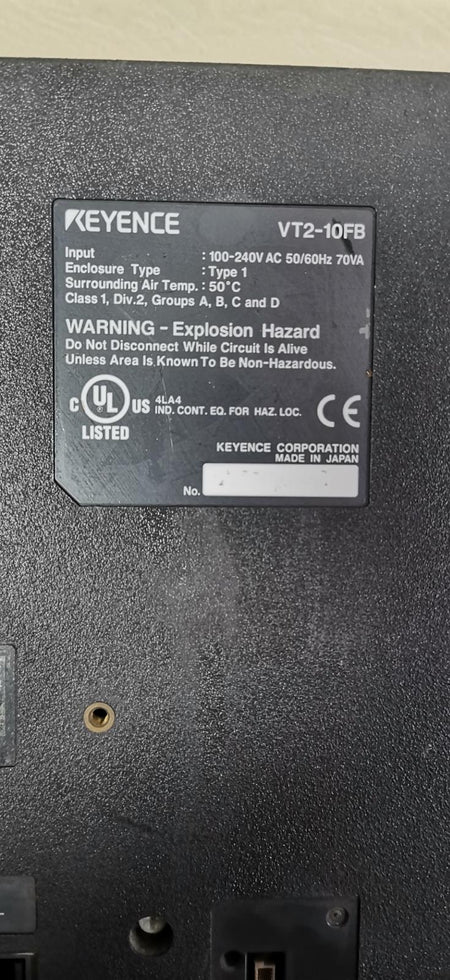 KEYENCE
VT2-10FB
Input : 100-240V AC 50/60Hz 70VA
Enclosure Type : Type 1
Surrounding Air Temp. : 50°C
Class 1, Div.2, Groups A, B, C and D
WARNING - Explosion Hazard
Do Not Disconnect While Circuit Is Alive
Unless Area Is Known To Be Non-Hazardous.
C UL US
LISTED
4LA4
IND. CONT. EQ. FOR HAZ. LOC.
CE
KEYENCE CORPORATION
MADE IN JAPAN
No.